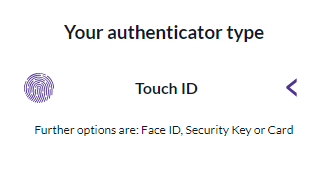 Your authenticator type
Touch ID
Further options are: Face ID, Security Key or Card